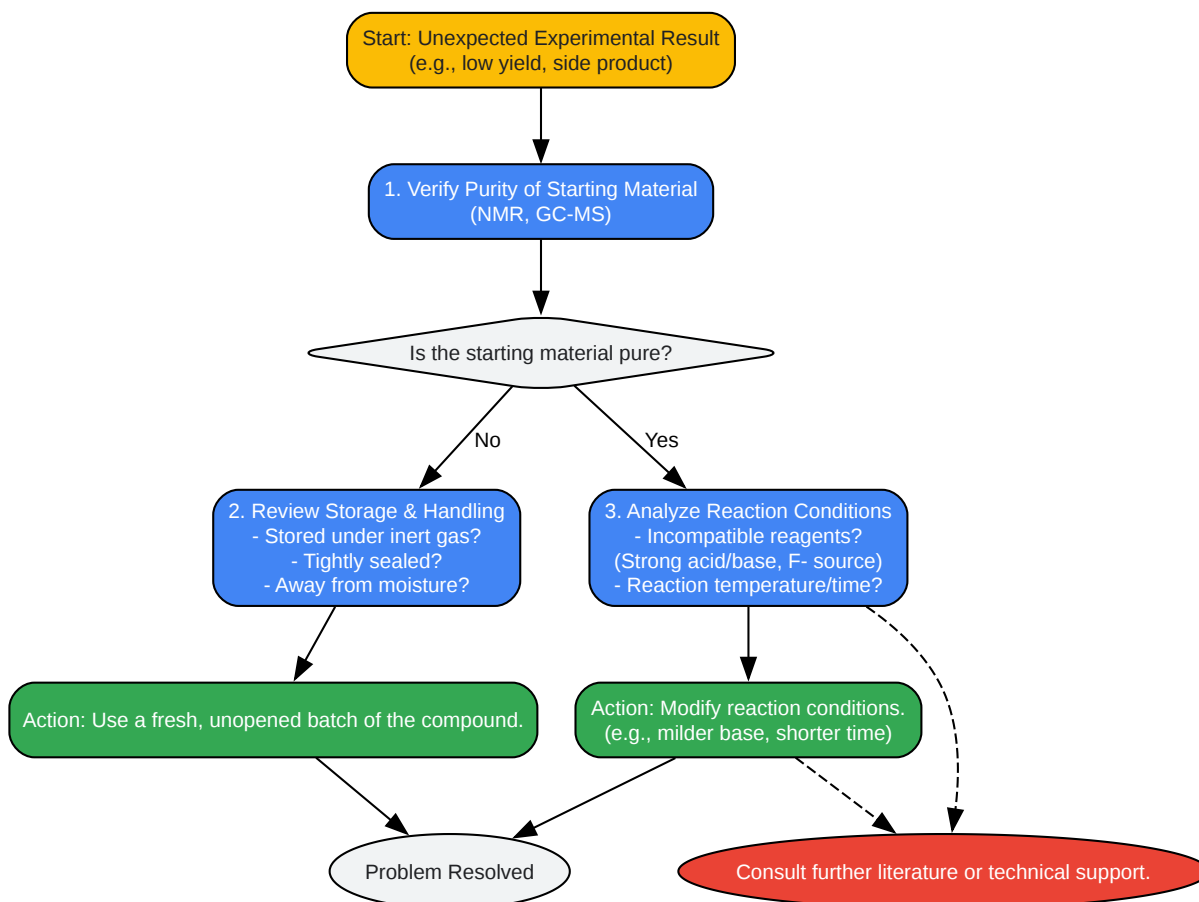 Start: Unexpected Experimental Result
(e.g., low yield, side product)
1. Verify Purity of Starting Material
(NMR, GC-MS)
Is the starting material pure?
No
Yes
2. Review Storage & Handling
- Stored under inert gas?
- Tightly sealed?
- Away from moisture?
3. Analyze Reaction Conditions
- Incompatible reagents?
(Strong acid/base, F- source)
- Reaction temperature/time?
Action: Use a fresh, unopened batch of the compound.
Action: Modify reaction conditions.
(e.g., milder base, shorter time)
Problem Resolved
Consult further literature or technical support.